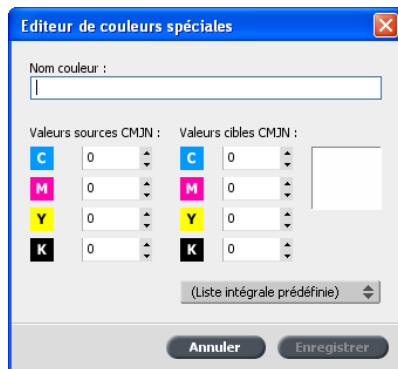 Editeur de couleurs spéciales
Nom couleur :
Valeurs sources CMJN : Valeurs cibles CMJN :
C 0 C 0
M 0 M 0
Y 0 Y 0
K 0 K 0
(Liste intégrale prédéfinie)
Annuler Enregistrer